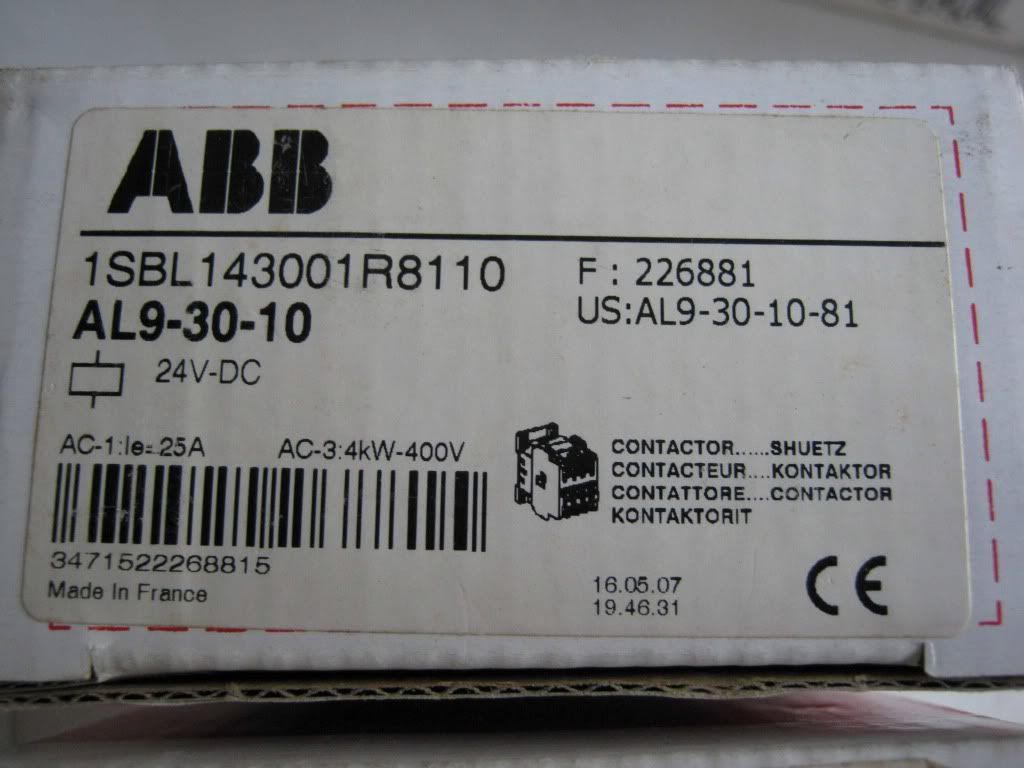 ABB
1SBL143001R8110
F: 226881
AL9-30-10
US:AL9-30-10-81
24V-DC
AC-1:Ie=25A
AC-3:4kW-400V
CONTACTOR......SHUETZ
CONTACTEUR....KONTAKTOR
CONTATTORE....CONTACTOR
KONTAKTORIT
3471522268815
Made In France
16.05.07
19.46.31
CE